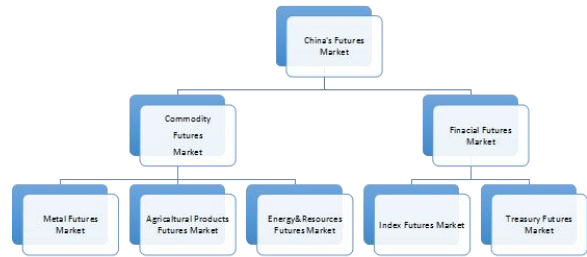 China's Futures
Market
Commodity
Futures
Market
Finacial Futures
Market
Metal Futures
Market
Agricaltural Products
Futures Market
Energy&Resources
Futures Market
Index Futures Market
Treasury Futures
Market